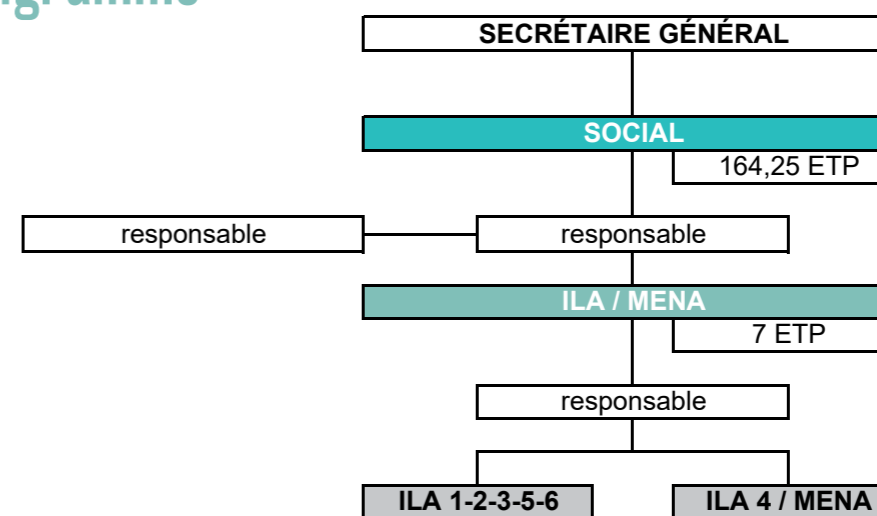 SECRÉTAIRE GÉNÉRAL
SOCIAL
164,25 ETP
responsable
responsable
ILA / MENA
7 ETP
responsable
ILA 1-2-3-5-6
ILA 4 / MENA